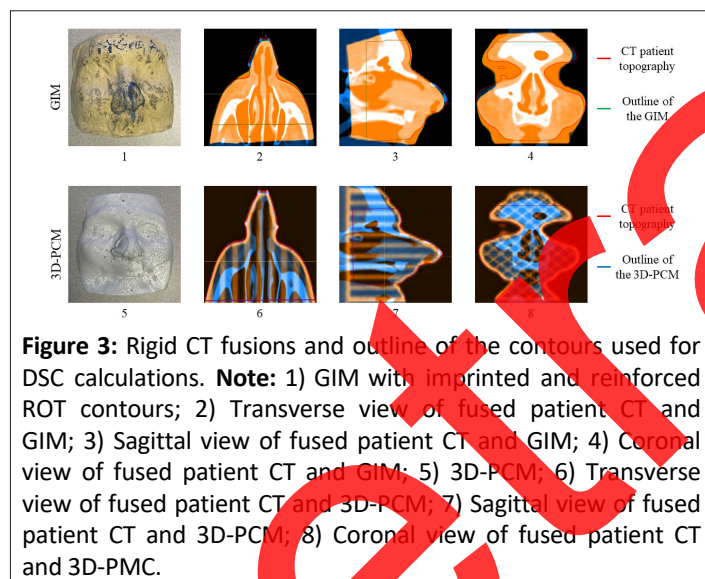 GIM
CT patient
topography
Outline of
the GIM
1
2
3
4
3D-PCM
CT patient
topography
Outline of
the 3D-PCM
5
6
7
8
Figure 3: Rigid CT fusions and outline of the contours used for
DSC calculations. Note: 1) GIM with imprinted and reinforced
ROT contours; 2) Transverse view of fused patient CT and
GIM; 3) Sagittal view of fused patient CT and GIM; 4) Coronal
view of fused patient CT and GIM; 5) 3D-PCM; 6) Transverse
view of fused patient CT and 3D-PCM; 7) Sagittal view of fused
patient CT and 3D-PCM; 8) Coronal view of fused patient CT
and 3D-PMC.